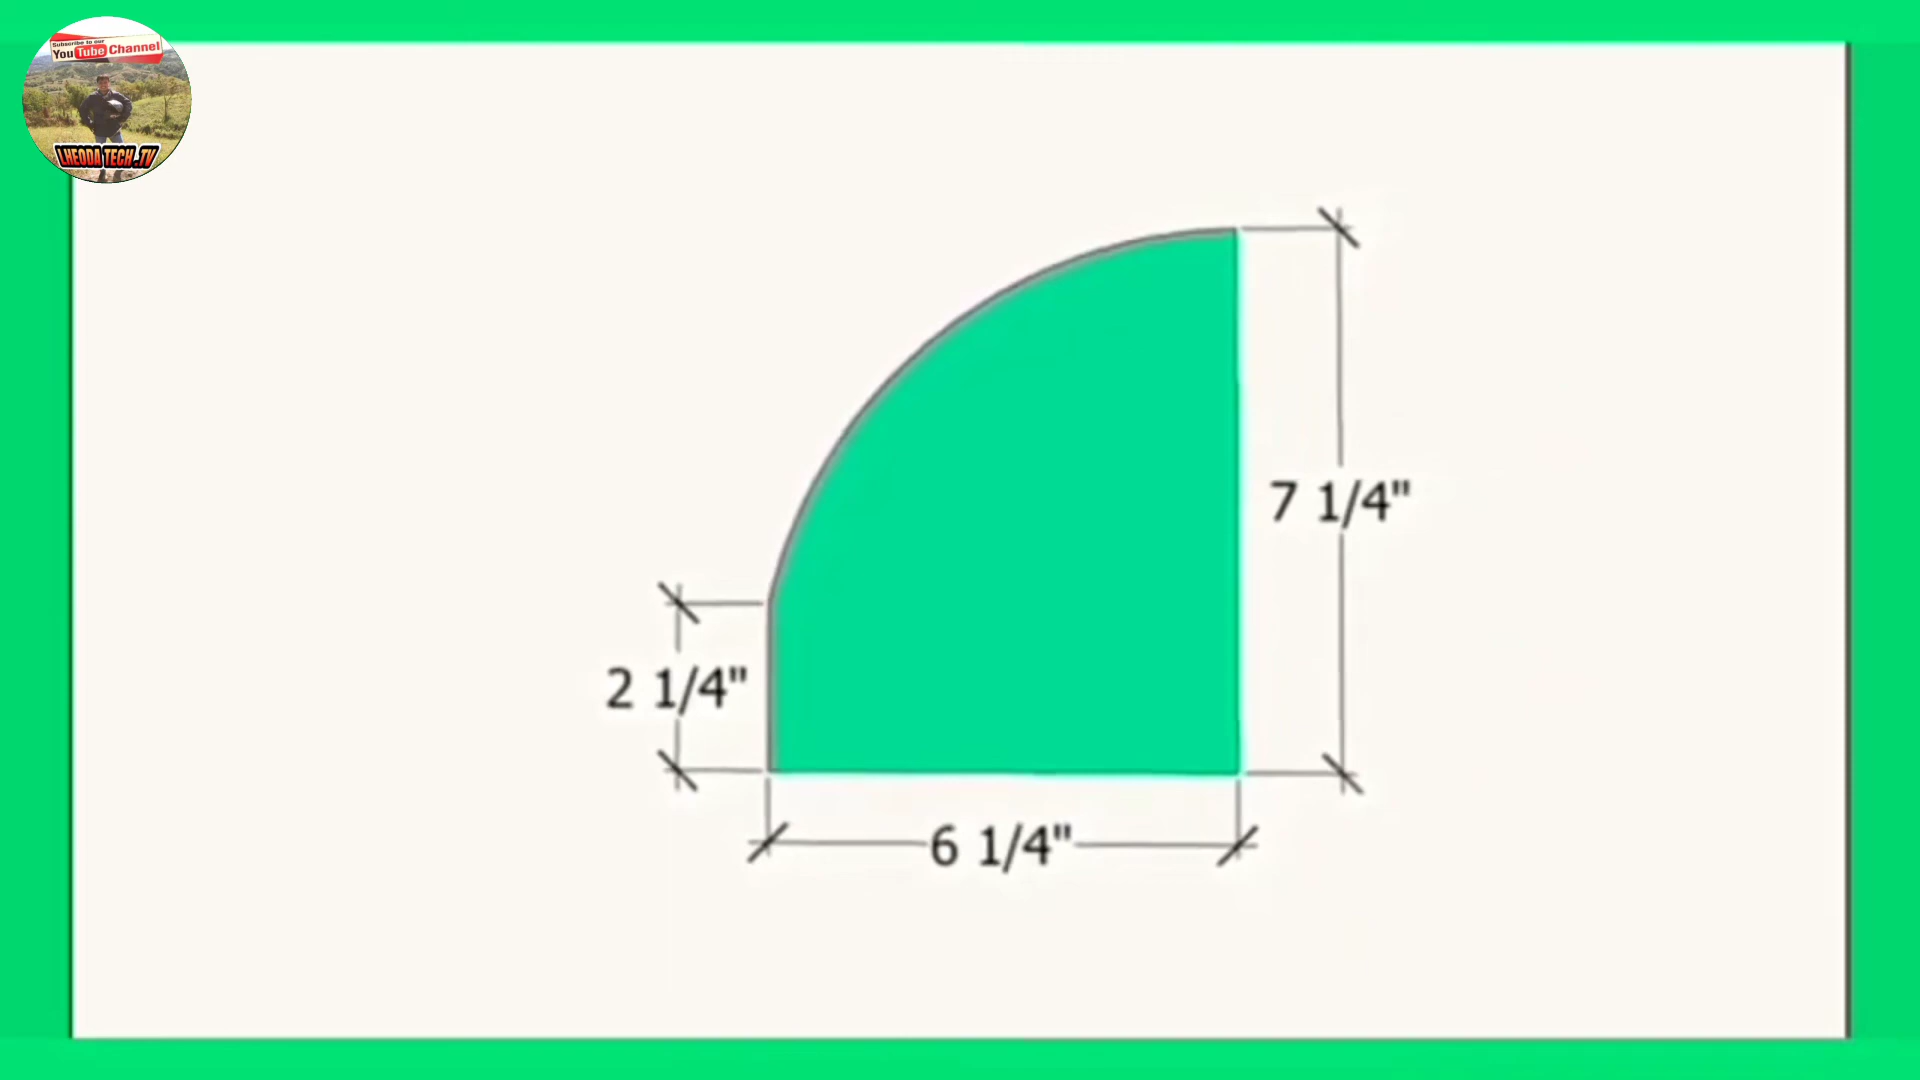 Subscribe to our
YouTube Channel
LHEODA TECH.TV
7 1/4"
2 1/4"
6 1/4"